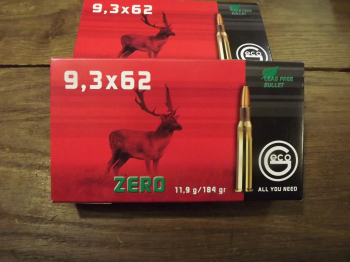 9,3x62
9,3x62
LEAD FREE
BULLET
Geco
ZERO
11,9 g/184 gr
ALL YOU NEED